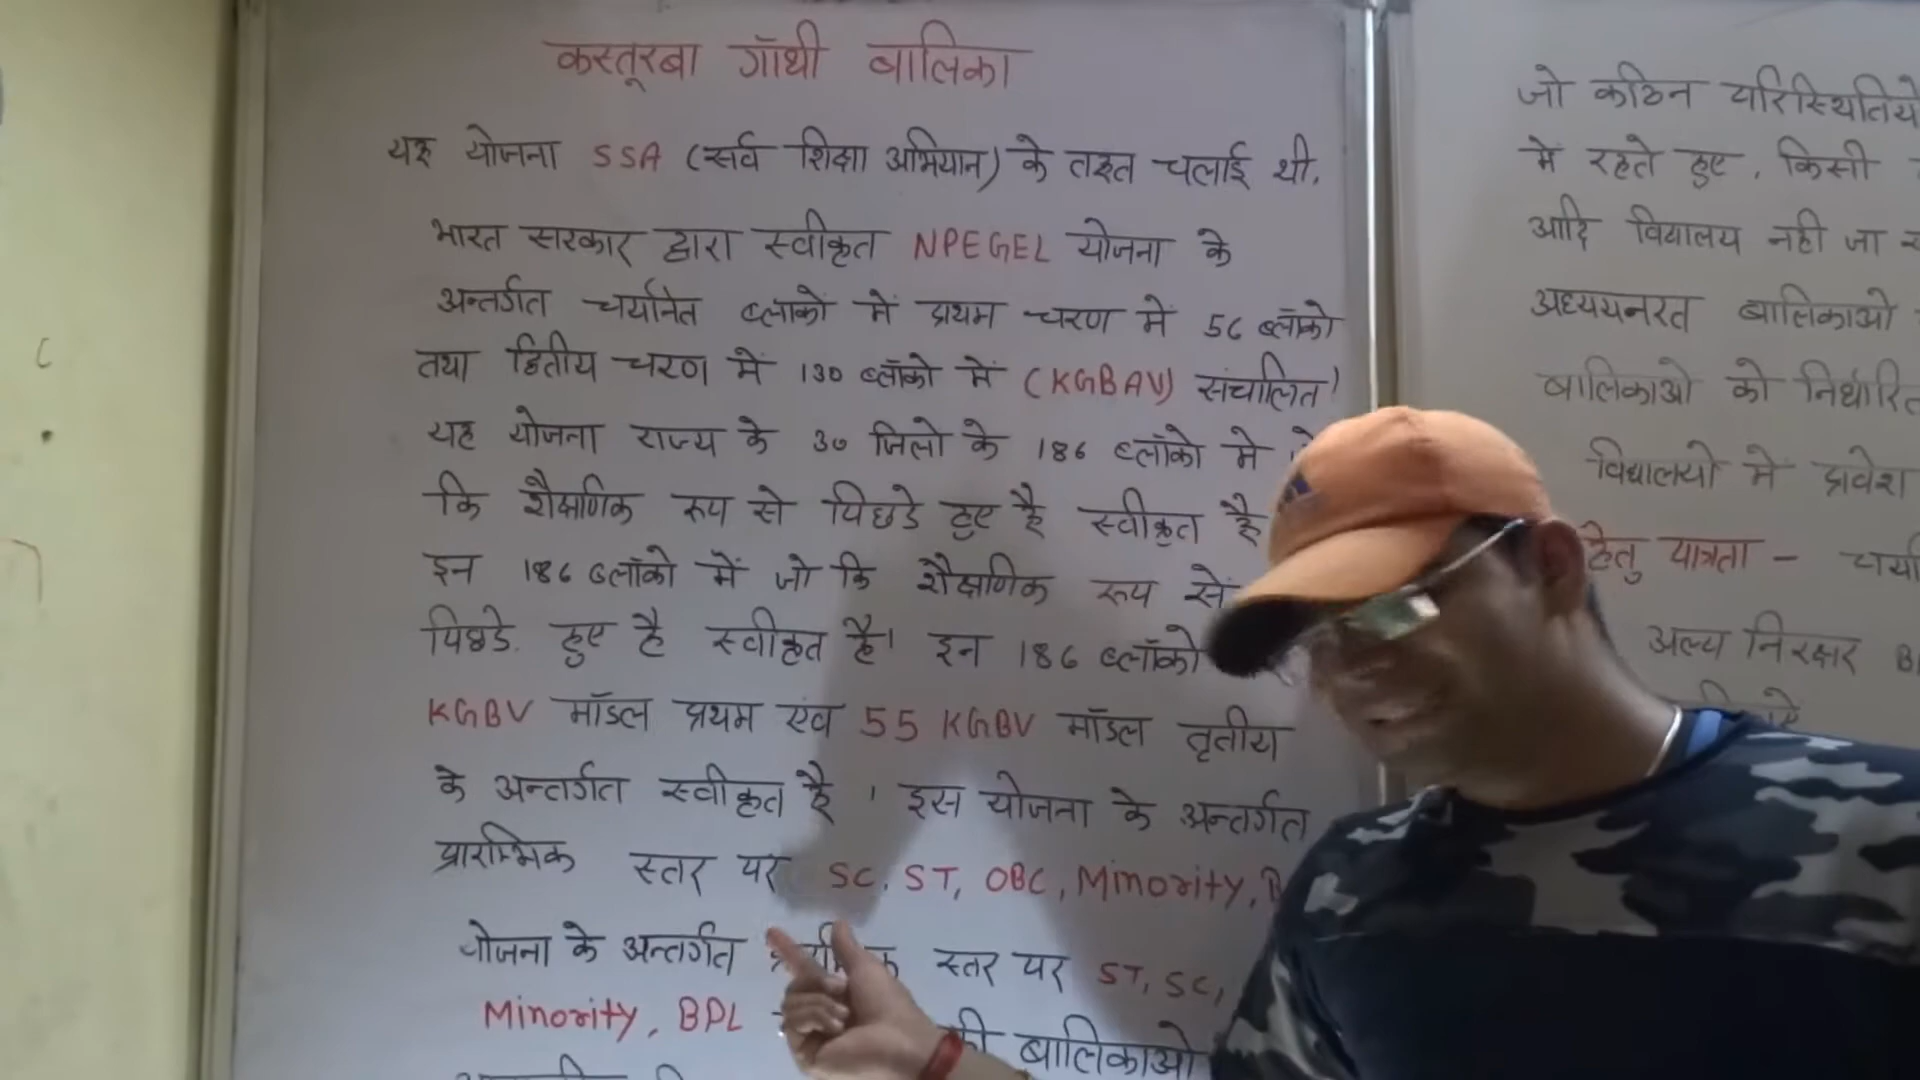 कस्तूरबा गाँधी बालिका
यह योजना SSA (सर्व शिक्षा अभियान) के तहत चलाई थी.
भारत सरकार द्वारा स्वीकृत NPEGEL योजना के
अन्तर्गत चयनित ब्लॉको में प्रथम चरण में 56 ब्लॉको
तथा द्वितीय चरण में 130 ब्लॉको में (KGBAV) संचालित।
यह योजना राज्य के 30 जिलो के 186 ब्लॉको मे
कि शैक्षणिक रूप से पिछडे हुए है स्वीकृत है
इन 186 ब्लॉको में जो कि शैक्षणिक रूप सें
पिछडे. हुए है स्वीकृत है। इन 186 ब्लॉको
KGBV मॉडल प्रथम एंव 55 KGBV मॉडल तृतीय
के अन्तर्गत स्वीकृत है । इस योजना के अन्तर्गत
प्रारम्भिक स्तर पर SC, ST, OBC, Minority,
योजना के अन्तर्गत स्तर पर ST, SC,
Minority, BPL की बालिकाओ
जो कठिन परिस्थितियो
में रहते हुए, किसी
आदि विद्यालय नही जा
अध्ययनरत बालिकाओ
बालिकाओ को निर्धारित
विद्यालयो मे प्रवेश
हेतु पात्रता -
अल्प निरक्षर